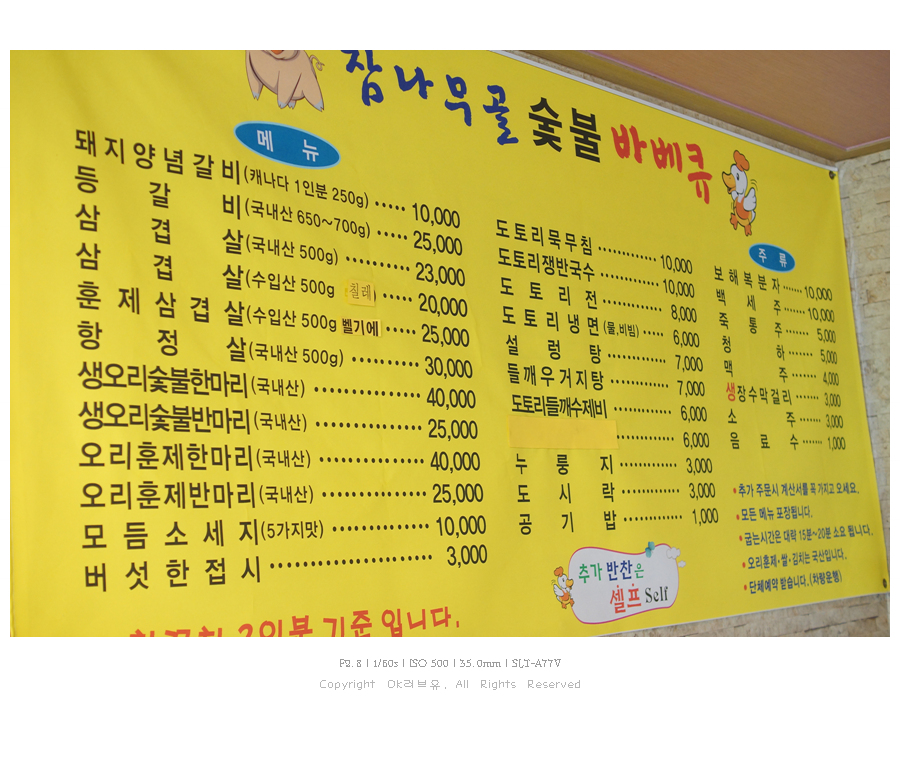 참나무골 숯불 바베큐
메뉴
돼지양념갈비(캐나다 1인분 250g) ····· 10,000
등갈비(국내산 650~700g) ····· 25,000
삼겹살(국내산 500g) ·········· 23,000
삼겹살(수입산 500g 칠레) ····· 20,000
훈제삼겹살(수입산 500g 벨기에 ····· 25,000
항정살(국내산 500g) ·········· 30,000
생오리숯불한마리(국내산) ·············· 40,000
생오리숯불반마리(국내산) ·············· 25,000
오리훈제한마리(국내산) ·············· 40,000
오리훈제반마리(국내산) ·············· 25,000
모듬소세지(5가지맛) ·············· 10,000
버섯한접시 ······················ 3,000
2인분 기준 입니다.
도토리묵무침 ··········· 10,000
도토리쟁반국수 ··········· 10,000
도토리전 ··········· 8,000
도토리냉면(물,비빔) ····· 6,000
설렁탕 ··········· 7,000
들깨우거지탕 ··········· 7,000
도토리들깨수제비 ··········· 6,000
··········· 6,000
누룽지 ··········· 3,000
도시락 ··········· 3,000
공기밥 ··········· 1,000
추가 반찬은
셀프 Self
주류
보해복분자 ······ 10,000
백세주 ······ 10,000
죽통주 ······ 5,000
청하 ······ 5,000
맥주 ······ 4,000
생장수막걸리 ······ 3,000
소주 ······ 3,000
음료수 ······ 1,000
• 추가 주문시 계산서를 꼭 가지고 오세요.
• 모든 메뉴 포장됩니다.
• 굽는시간은 대략 15분~20분 소요 됩니다.
• 오리훈제•쌀•김치는 국산입니다.
• 단체예약 받습니다.(차량운행)
F2.8 | 1/60s | ISO 500 | 35.0mm | SLT-A77V
Copyright Ok러브유, All Rights Reserved